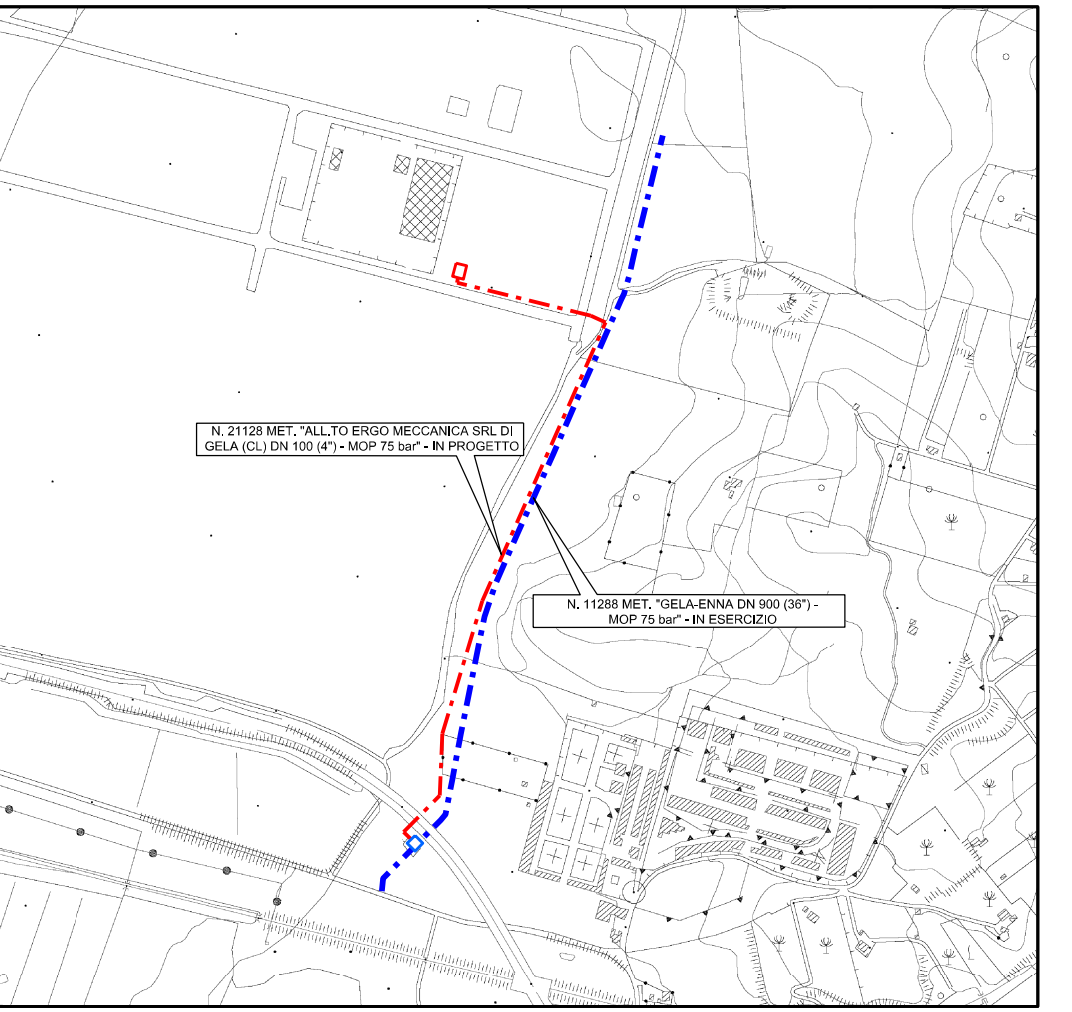 N. 21128 MET. "ALL.TO ERGO MECCANICA SRL DI
GELA (CL) DN 100 (4") - MOP 75 bar" - IN PROGETTO
N. 11288 MET. "GELA-ENNA DN 900 (36") -
MOP 75 bar" - IN ESERCIZIO